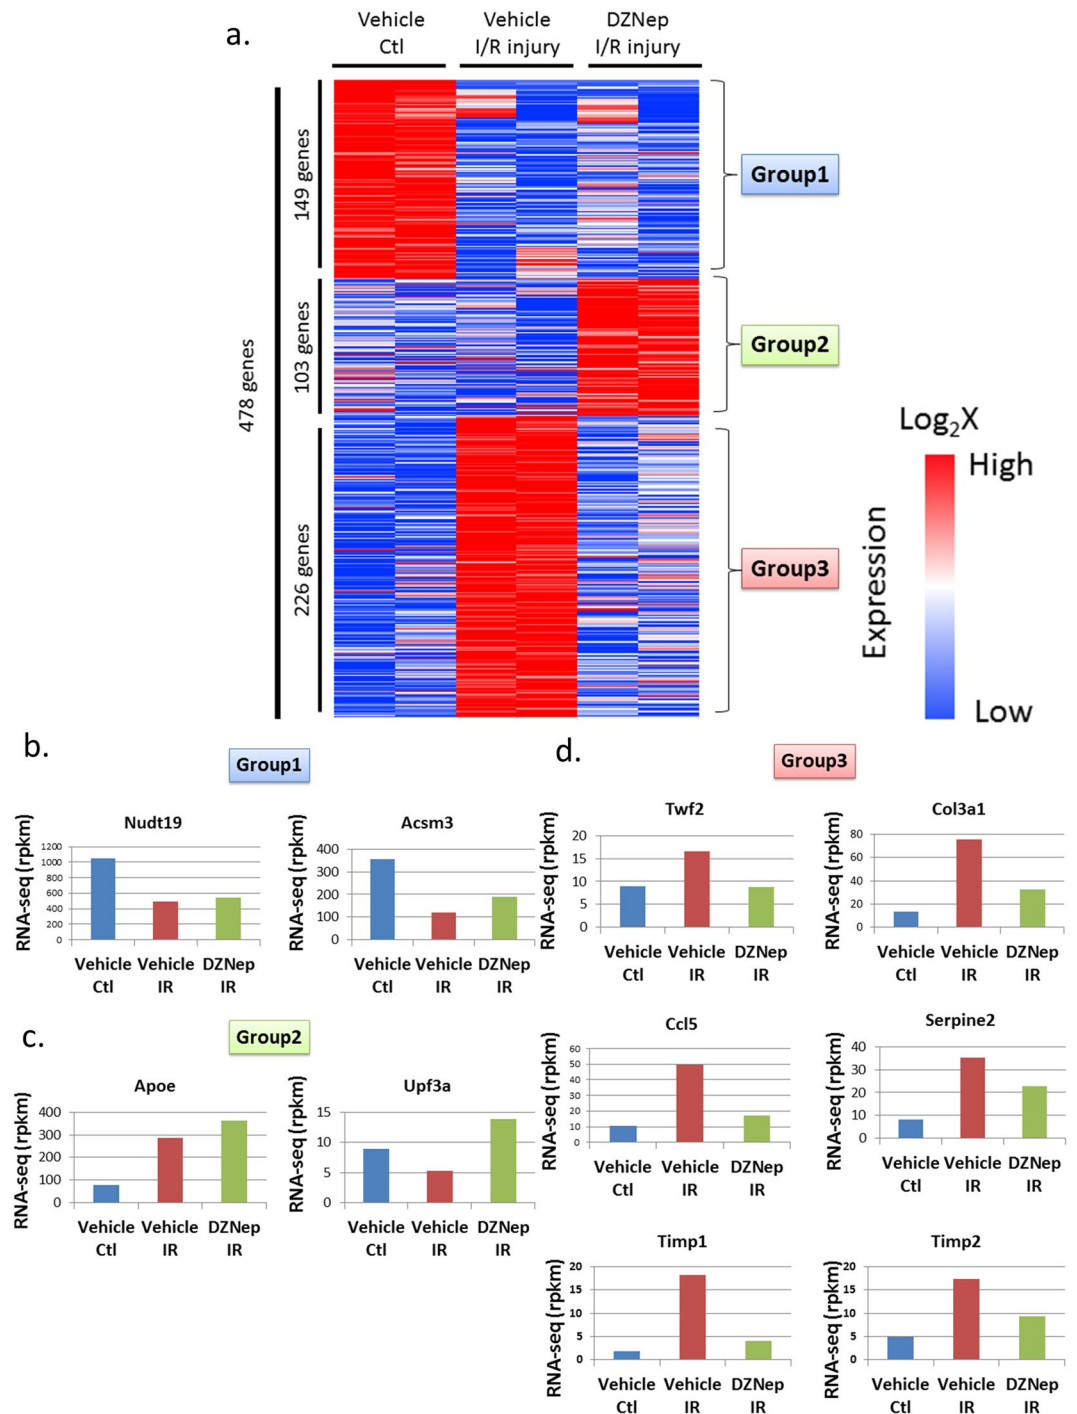 a.
Vehicle Ctl
Vehicle I/R injury
DZNep I/R injury
478 genes
149 genes
103 genes
226 genes
Group1
Group2
Group3
Log2X
High
Expression
Low
b.
Group1
Nudt19
RNA-seq (rpkm)
1200
1000
800
600
400
200
0
Vehicle Ctl
Vehicle IR
DZNep IR
Acsm3
RNA-seq (rpkm)
400
300
200
100
0
Vehicle Ctl
Vehicle IR
DZNep IR
c.
Group2
Apoe
RNA-seq (rpkm)
400
300
200
100
0
Vehicle Ctl
Vehicle IR
DZNep IR
Upf3a
RNA-seq (rpkm)
15
10
5
0
Vehicle Ctl
Vehicle IR
DZNep IR
d.
Group3
Twf2
RNA-seq (rpkm)
20
15
10
5
0
Vehicle Ctl
Vehicle IR
DZNep IR
Col3a1
RNA-seq (rpkm)
80
60
40
20
0
Vehicle Ctl
Vehicle IR
DZNep IR
Ccl5
RNA-seq (rpkm)
60
50
40
30
20
10
0
Vehicle Ctl
Vehicle IR
DZNep IR
Serpine2
RNA-seq (rpkm)
40
30
20
10
0
Vehicle Ctl
Vehicle IR
DZNep IR
Timp1
RNA-seq (rpkm)
20
15
10
5
0
Vehicle Ctl
Vehicle IR
DZNep IR
Timp2
RNA-seq (rpkm)
20
15
10
5
0
Vehicle Ctl
Vehicle IR
DZNep IR